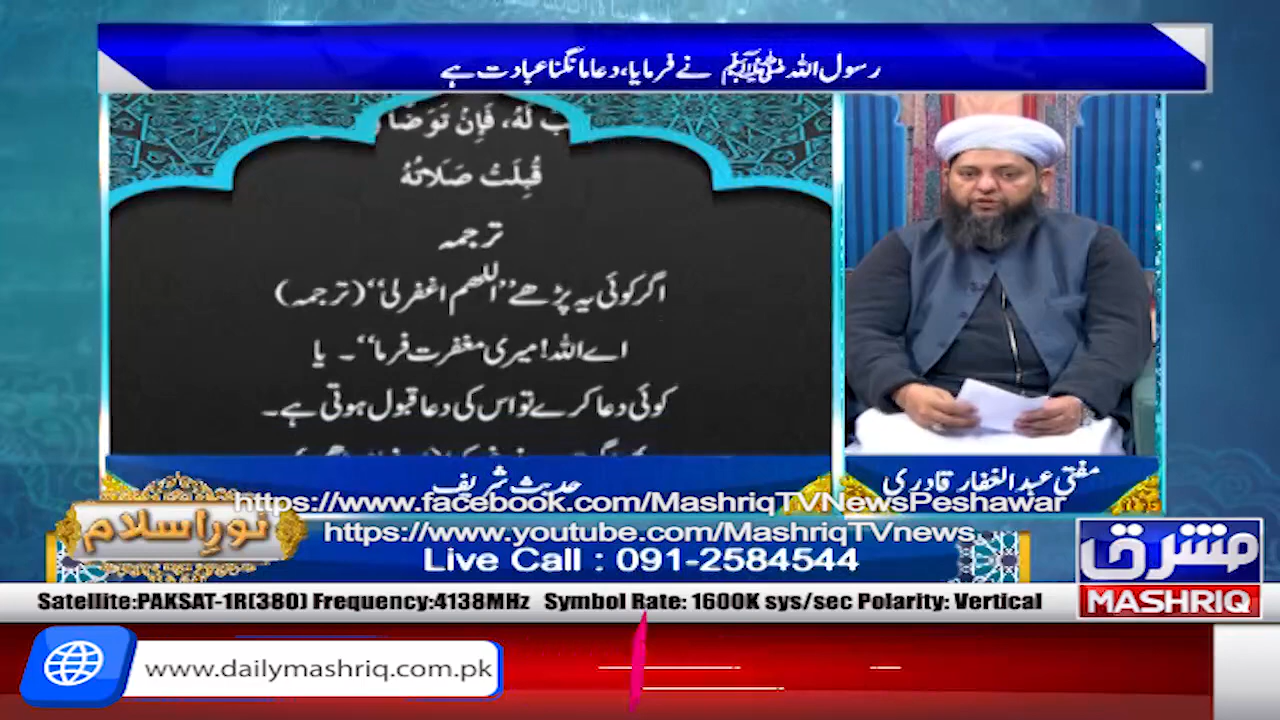 رسول اللہ ﷺ نے فرمایا، دعا مانگنا عبادت ہے
لَهُ، فَإِنْ تَوَضَّأَ
قُبِلَتْ صَلَاتُهُ
ترجمہ
اگر کوئی یہ پڑھے ’’اللھم اغفرلی‘‘ (ترجمہ)
اے اللہ! میری مغفرت فرما‘‘۔ یا
کوئی دعا کرے تو اس کی دعا قبول ہوتی ہے۔
حدیث شریف
مفتی عبدالغفار قادری
https://www.facebook.com/MashriqTVNewsPeshawar
نورِ اسلام
https://www.youtube.com/MashriqTVnews
Live Call : 091-2584544
مشرق
MASHRIQ
Satellite:PAKSAT-1R(380) Frequency:4138MHz Symbol Rate: 1600K sys/sec Polarity: Vertical
www.dailymashriq.com.pk